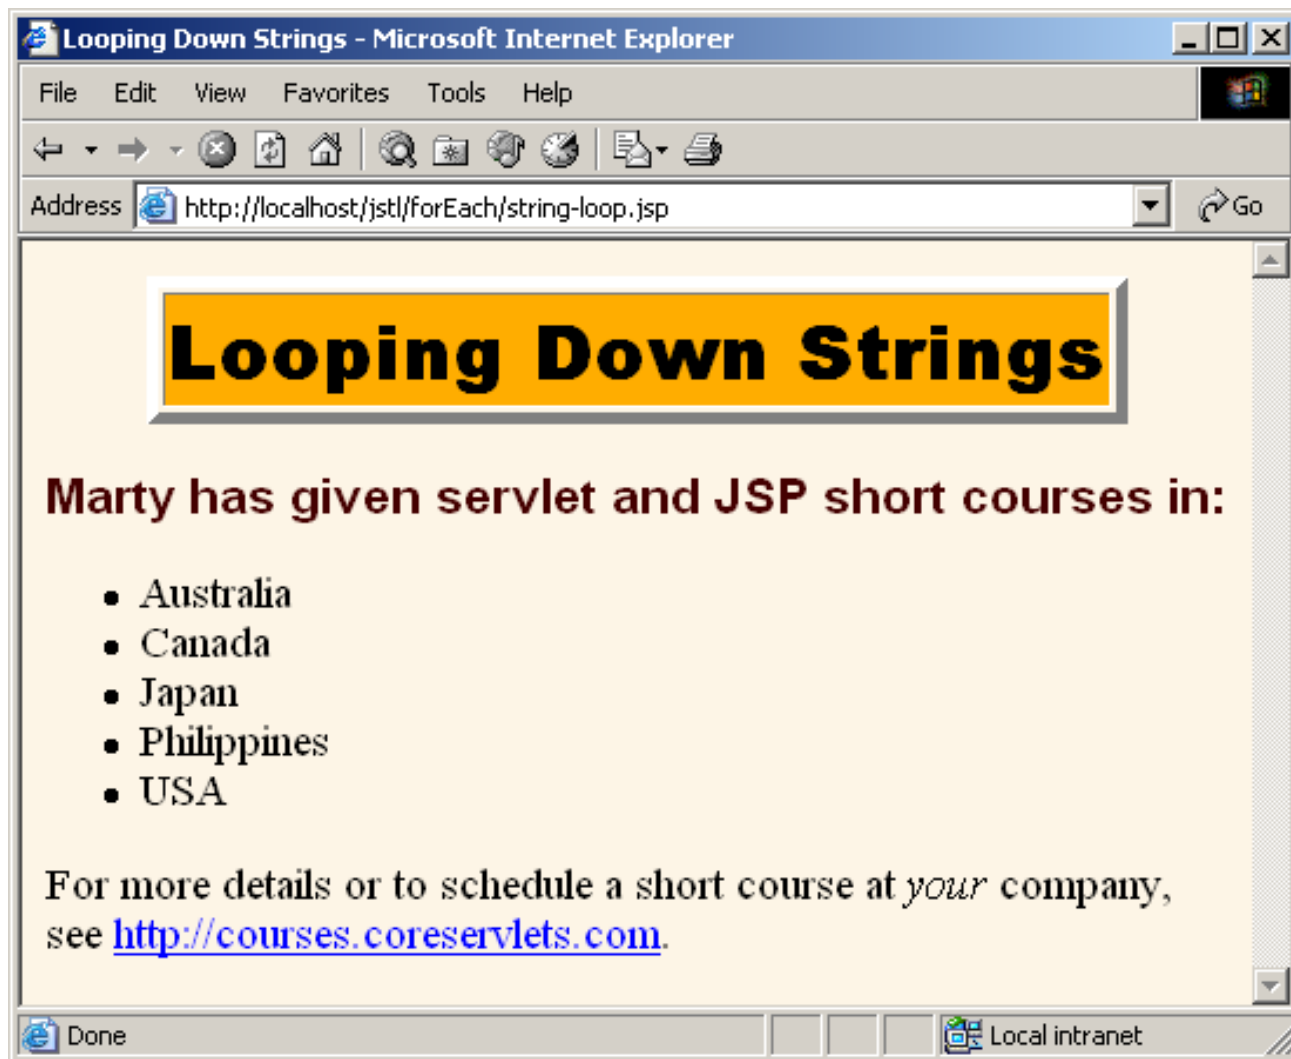 Looping Down Strings - Microsoft Internet Explorer
File Edit View Favorites Tools Help
Address http://localhost/jstl/forEach/string-loop.jsp Go
Looping Down Strings
Marty has given servlet and JSP short courses in:
Australia
Canada
Japan
Philippines
USA
For more details or to schedule a short course at your company,
see http://courses.coreservlets.com.
Done Local intranet